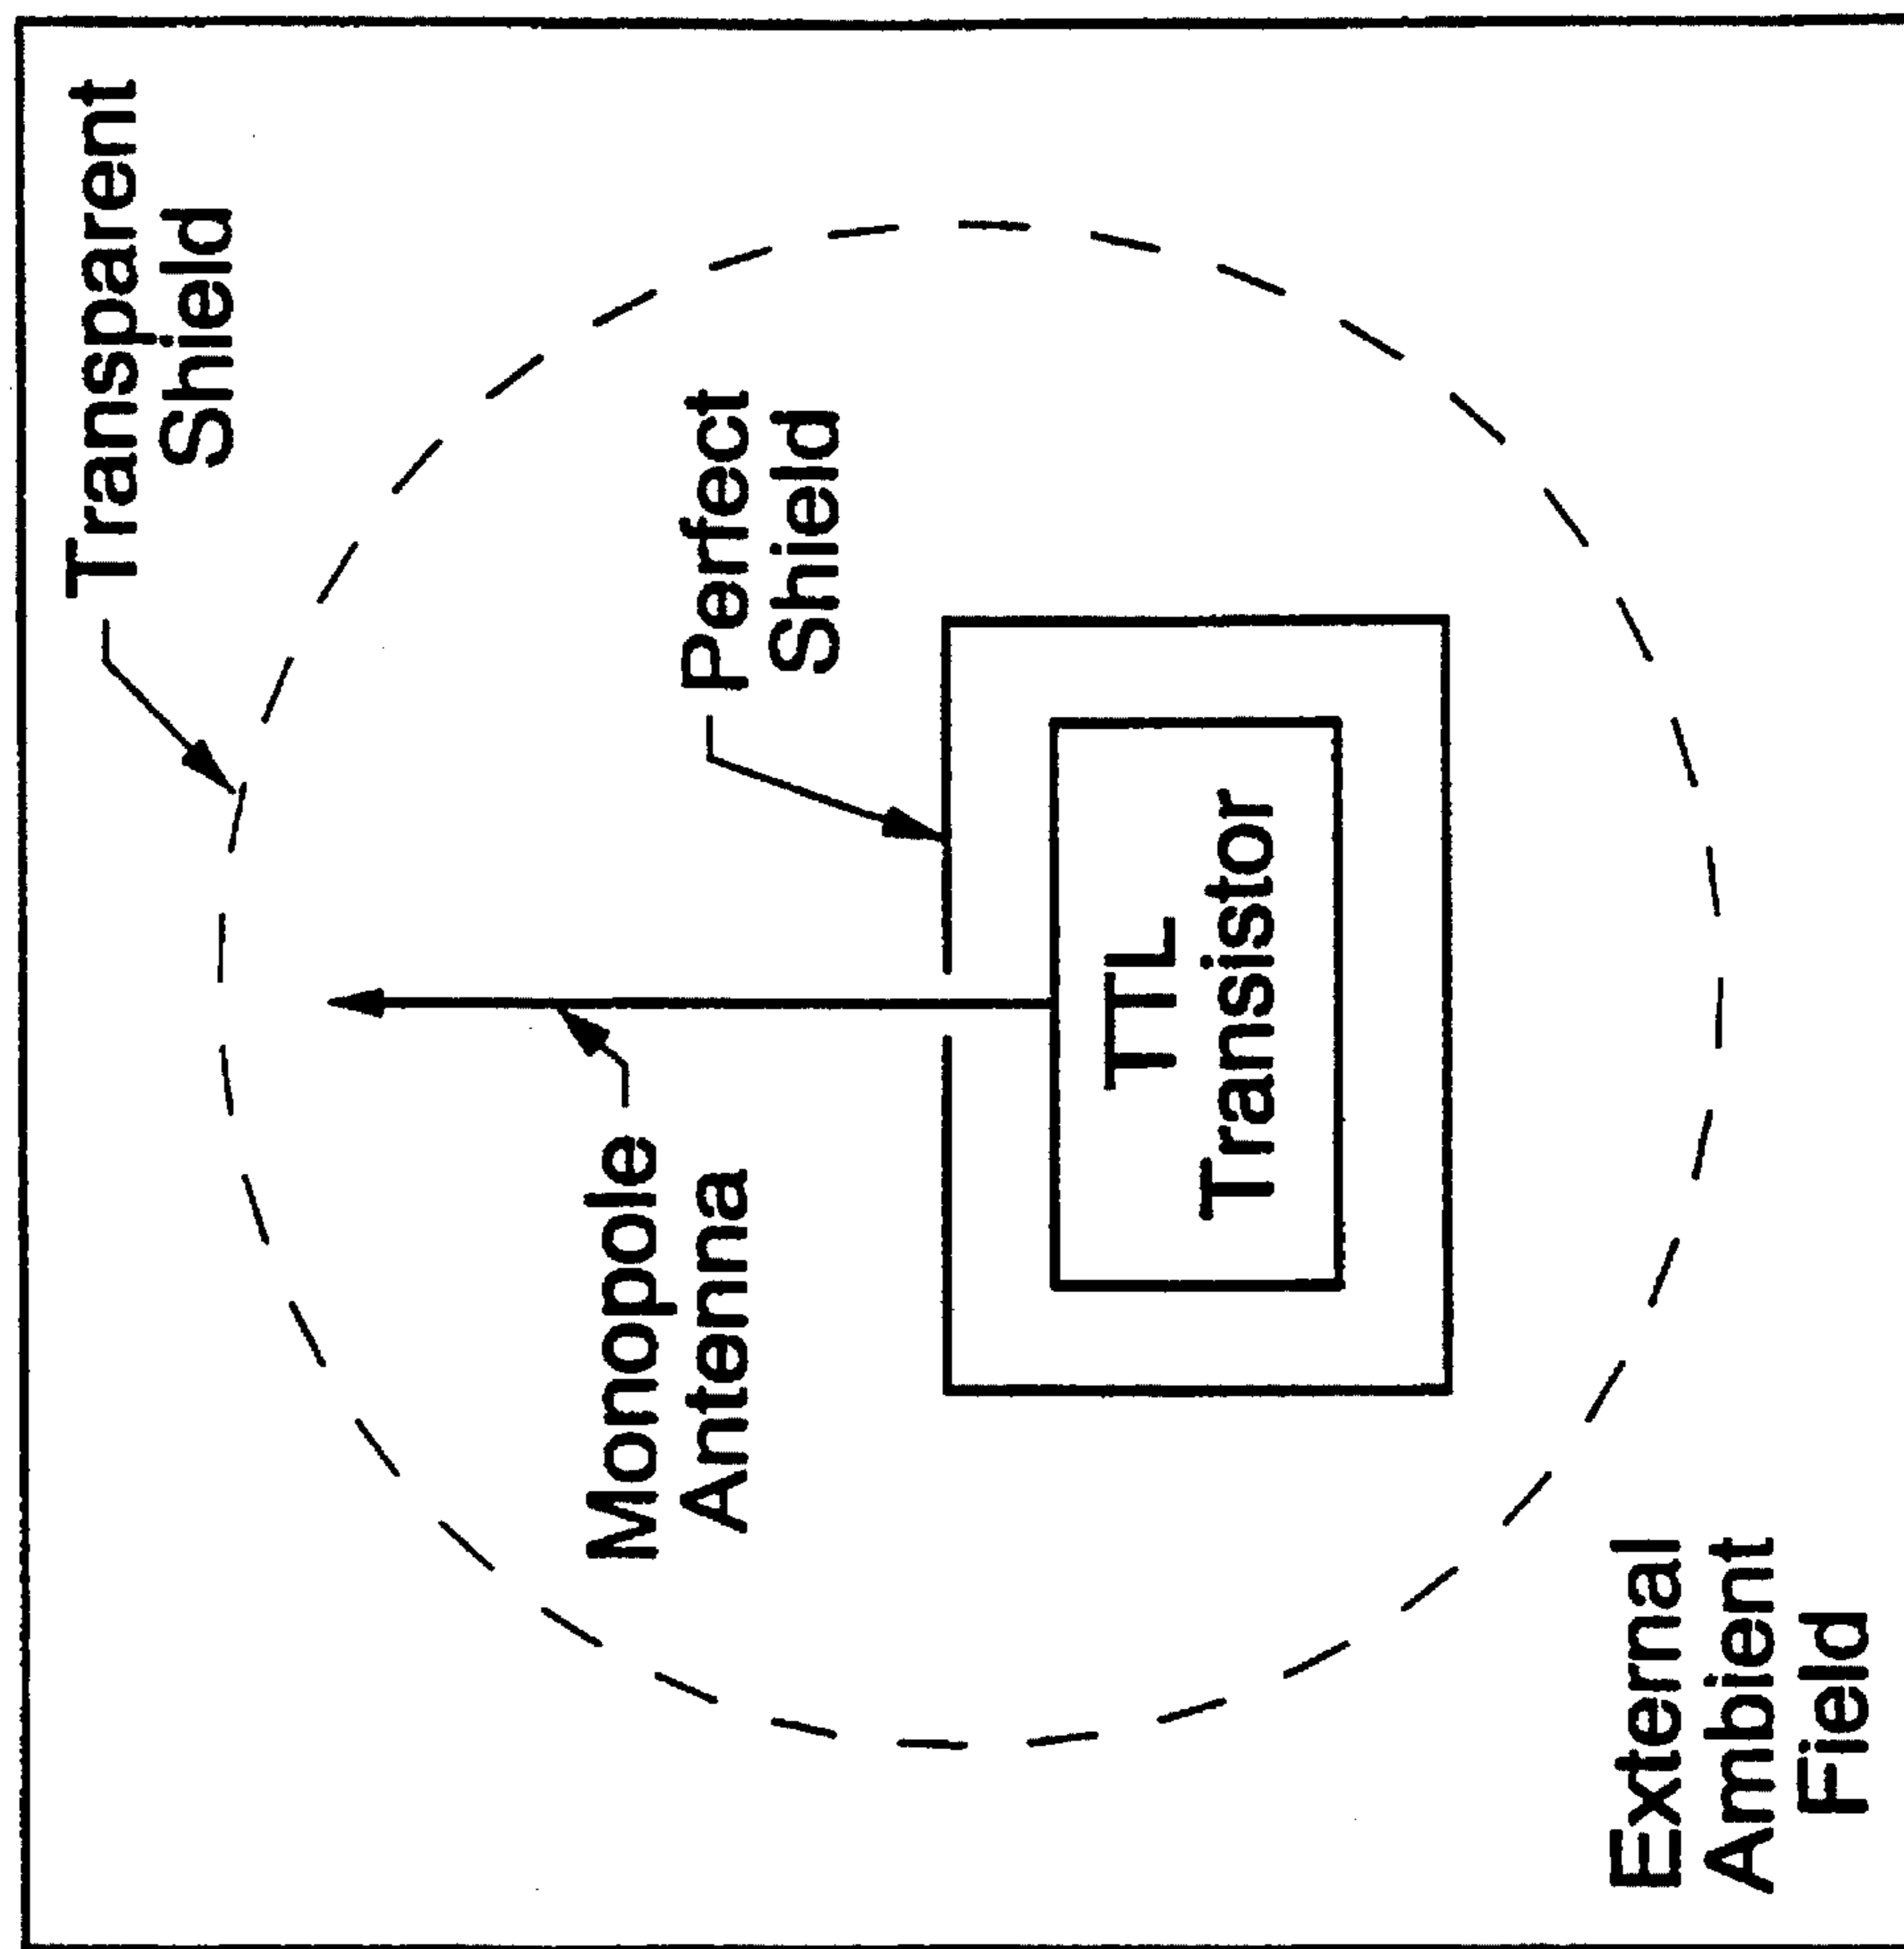 Transparent
Shield
Perfect
Shield
Monopole
Antenna
TTL
Transistor
External
Ambient
Field